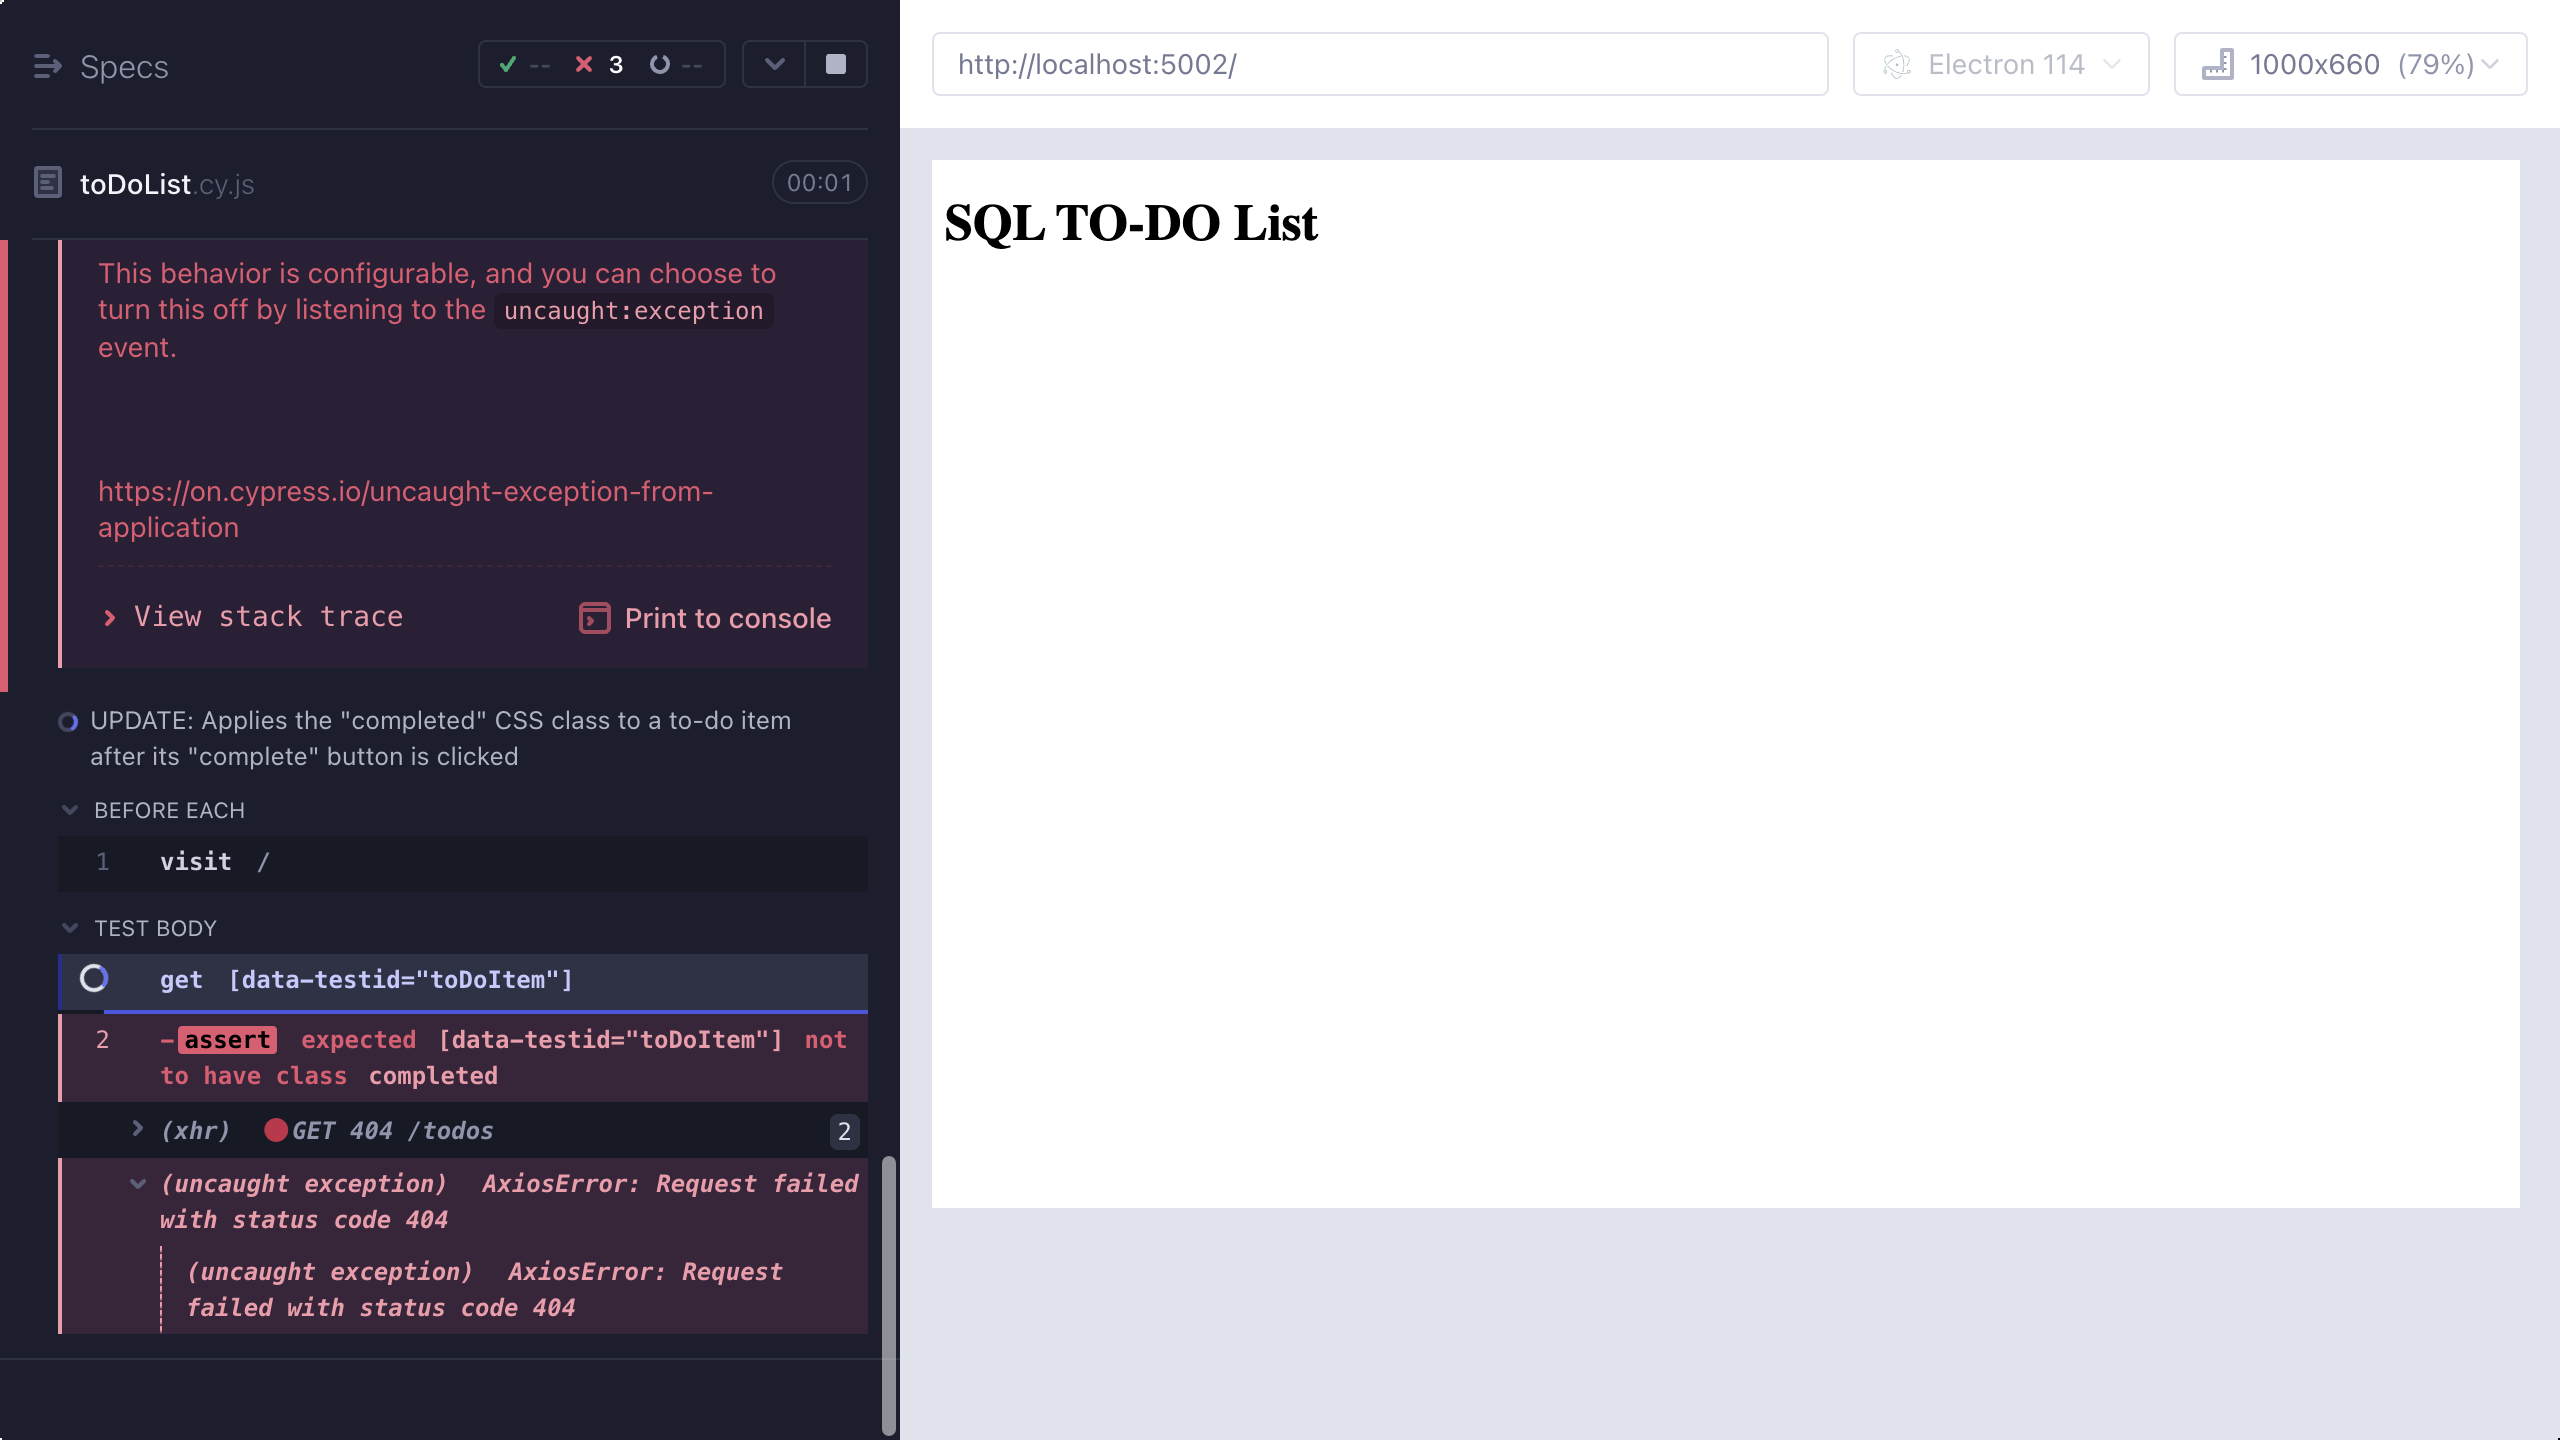 Specs
-- 3 --
toDoList.cy.js
00:01
This behavior is configurable, and you can choose to
turn this off by listening to the uncaught:exception
event.
https://on.cypress.io/uncaught-exception-from-
application
View stack trace
Print to console
UPDATE: Applies the "completed" CSS class to a to-do item
after its "complete" button is clicked
BEFORE EACH
1 visit /
TEST BODY
get [data-testid="toDoItem"]
2 -assert expected [data-testid="toDoItem"] not
to have class completed
(xhr) GET 404 /todos 2
(uncaught exception) AxiosError: Request failed
with status code 404
(uncaught exception) AxiosError: Request
failed with status code 404
http://localhost:5002/
Electron 114
1000x660 (79%)
SQL TO-DO List